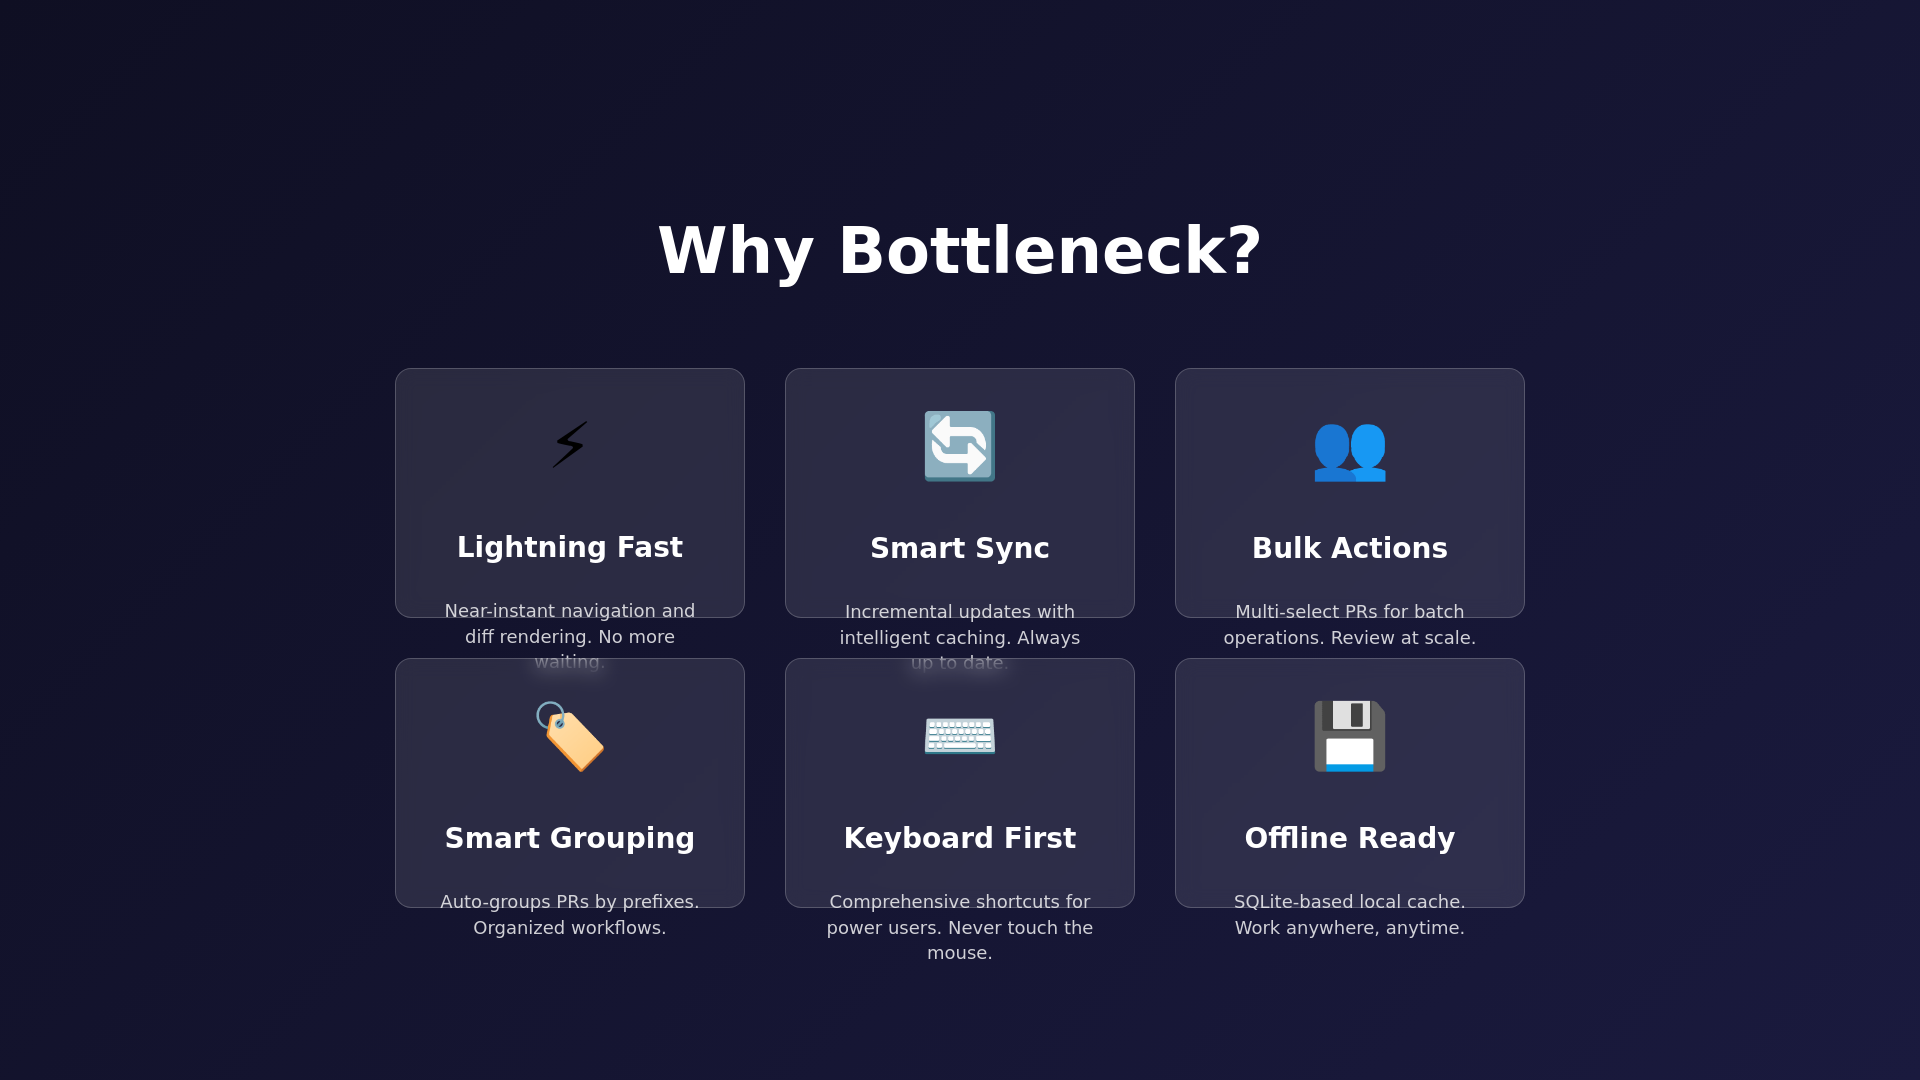 Why Bottleneck?
Lightning Fast
Near-instant navigation and
diff rendering. No more
waiting.
Smart Sync
Incremental updates with
intelligent caching. Always
up to date.
Bulk Actions
Multi-select PRs for batch
operations. Review at scale.
Smart Grouping
Auto-groups PRs by prefixes.
Organized workflows.
Keyboard First
Comprehensive shortcuts for
power users. Never touch the
mouse.
Offline Ready
SQLite-based local cache.
Work anywhere, anytime.